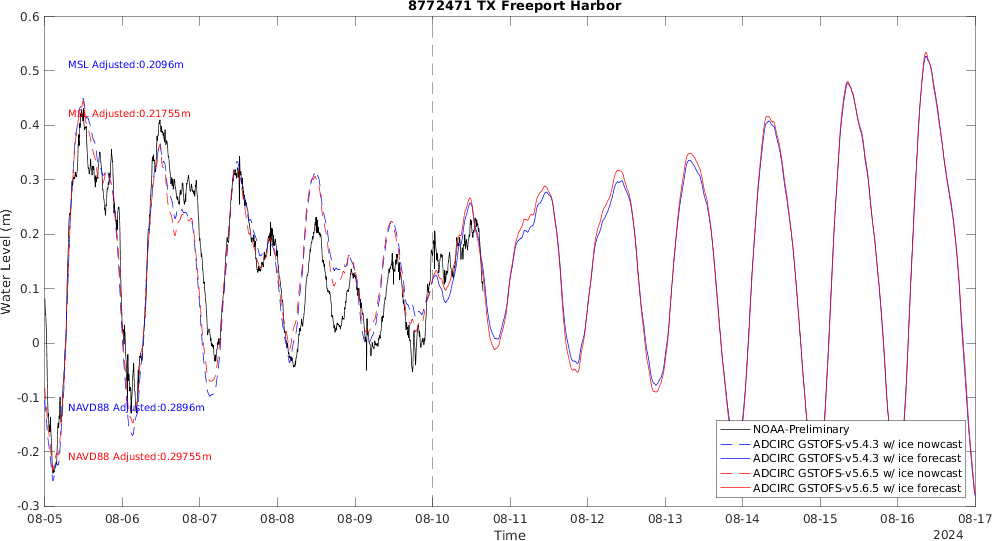 8772471 TX Freeport Harbor
0.6
0.5
0.4
0.3
0.2
0.1
0
-0.1
-0.2
-0.3
Water Level (m)
MSL Adjusted:0.2096m
MSL Adjusted:0.21755m
NAVD88 Adjusted:0.2896m
NAVD88 Adjusted:0.29755m
NOAA-Preliminary
ADCIRC GSTOFS-v5.4.3 w/ ice nowcast
ADCIRC GSTOFS-v5.4.3 w/ ice forecast
ADCIRC GSTOFS-v5.6.5 w/ ice nowcast
ADCIRC GSTOFS-v5.6.5 w/ ice forecast
08-05 08-06 08-07 08-08 08-09 08-10 08-11 08-12 08-13 08-14 08-15 08-16 08-17
Time
2024